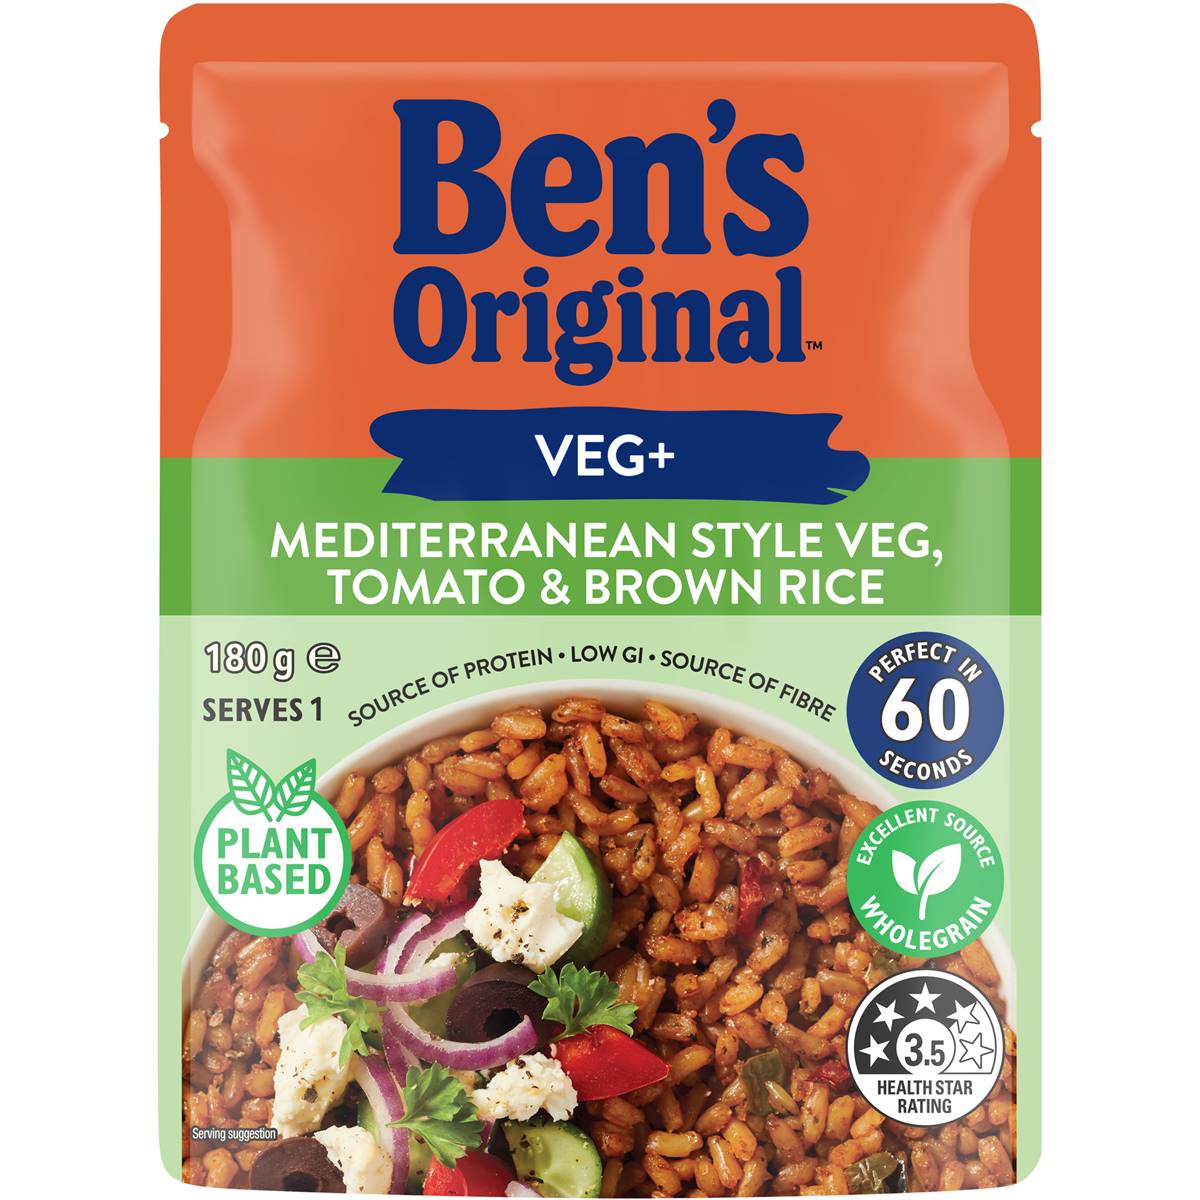 Ben's
Original™
VEG+
MEDITERRANEAN STYLE VEG,
TOMATO & BROWN RICE
180g ℮
SERVES 1
SOURCE OF PROTEIN • LOW GI • SOURCE OF FIBRE
PERFECT IN
60
SECONDS
PLANT
BASED
EXCELLENT SOURCE
WHOLEGRAIN
3.5
HEALTH STAR
RATING
Serving suggestion